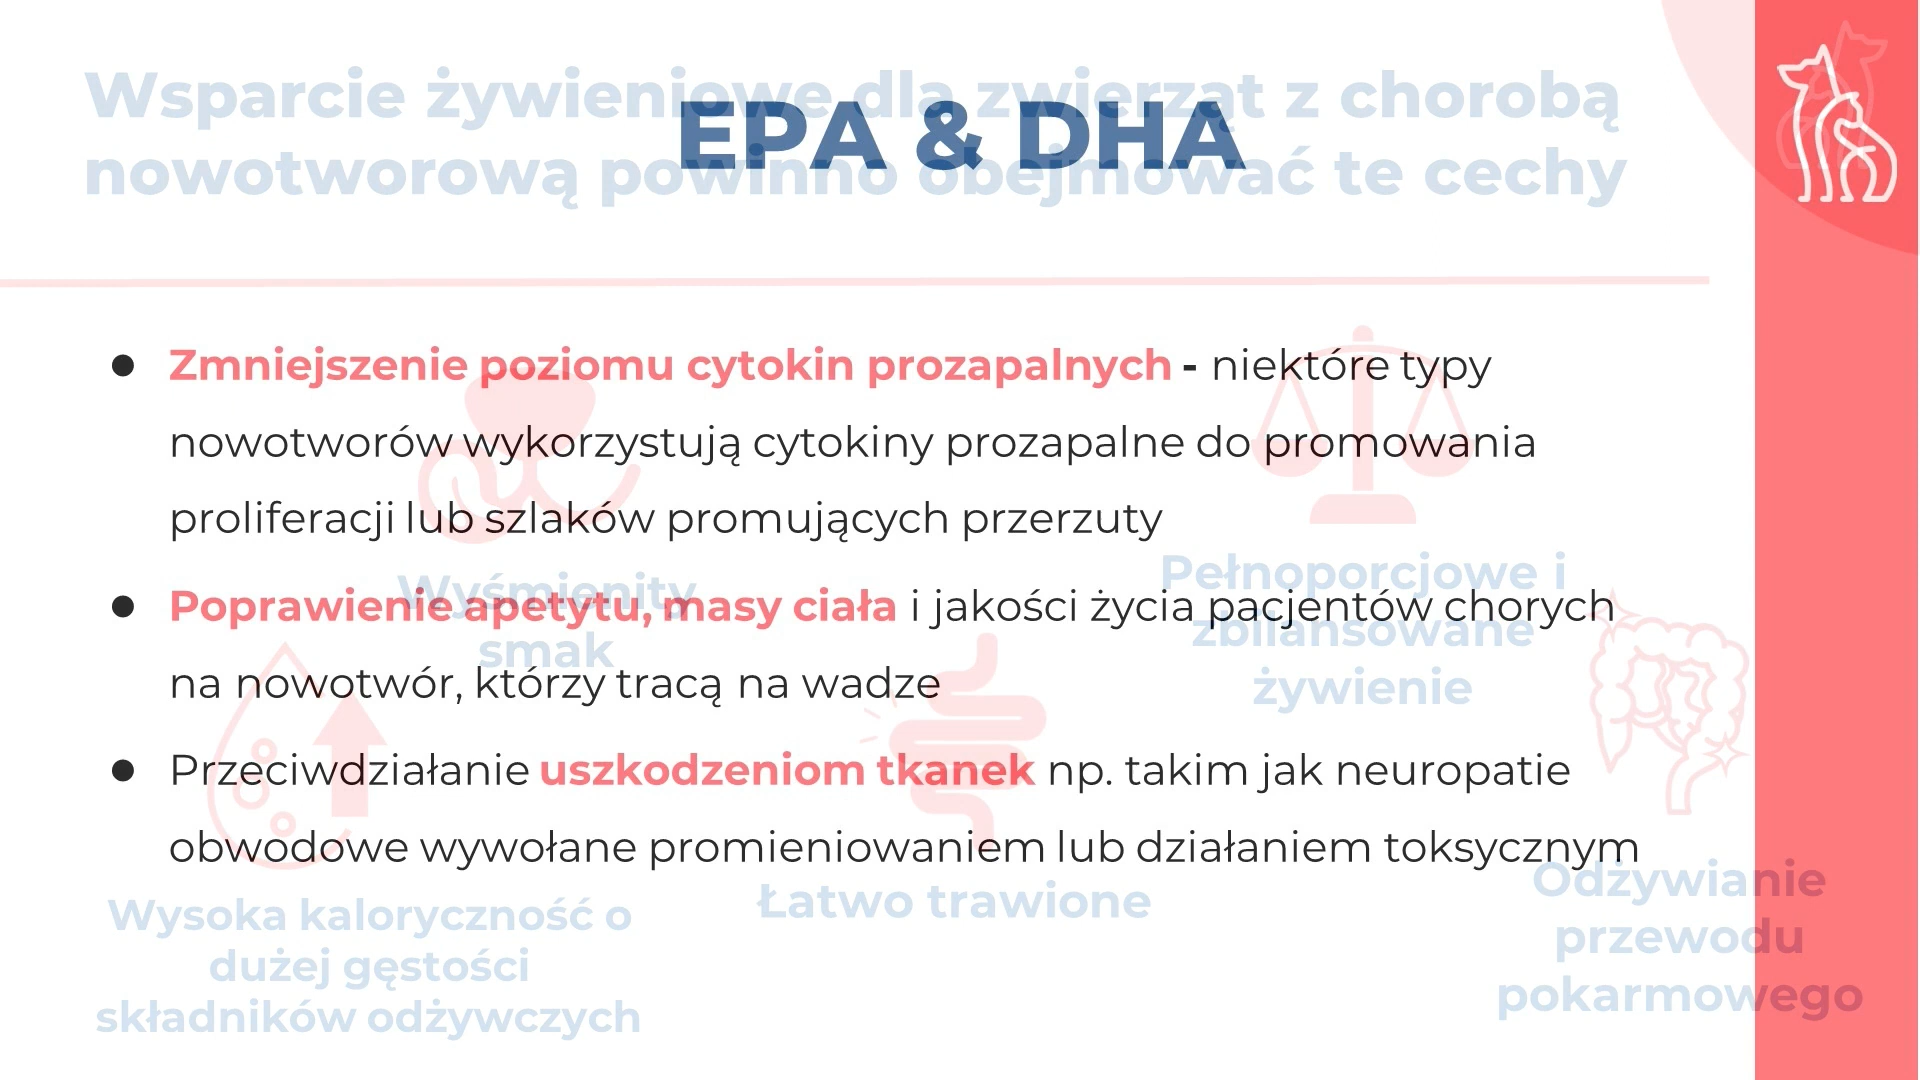 Wsparcie żywieniowe dla zwierząt z chorobą
nowotworową powinno obejmować te cechy
EPA & DHA
● Zmniejszenie poziomu cytokin prozapalnych - niektóre typy
nowotworów wykorzystują cytokiny prozapalne do promowania
proliferacji lub szlaków promujących przerzuty
● Poprawienie apetytu, masy ciała i jakości życia pacjentów chorych
na nowotwór, którzy tracą na wadze
● Przeciwdziałanie uszkodzeniom tkanek np. takim jak neuropatie
obwodowe wywołane promieniowaniem lub działaniem toksycznym
Wyśmienity
smak
Pełnoporcjowe i
zbilansowane
żywienie
Wysoka kaloryczność o
dużej gęstości
składników odżywczych
Łatwo trawione
Odżywianie
przewodu
pokarmowego